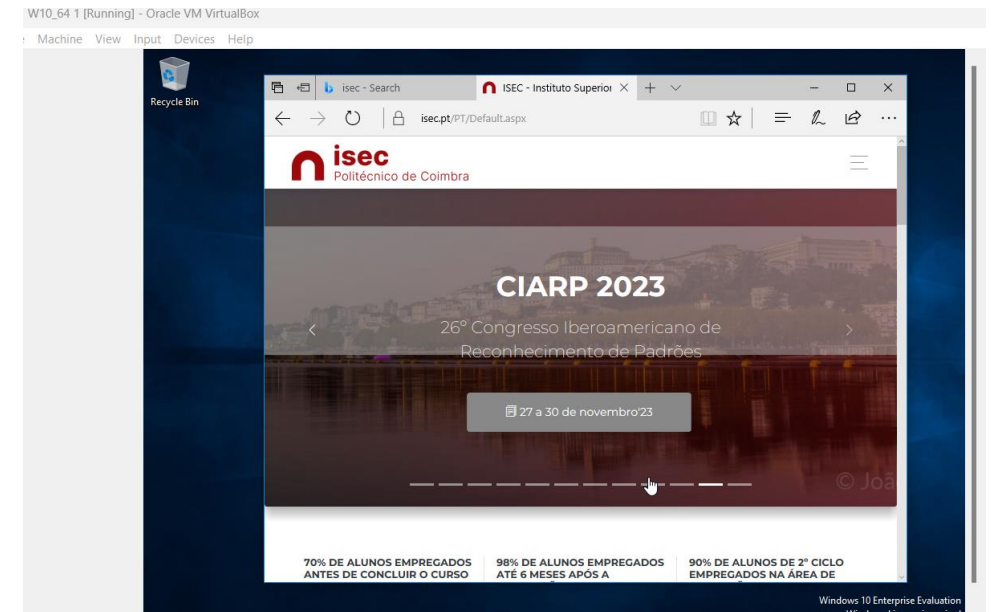 W10_64 1 [Running] - Oracle VM VirtualBox
Machine View Input Devices Help
Recycle Bin
isec - Search
ISEC - Instituto Superior
isec.pt/PT/Default.aspx
isec
Politécnico de Coimbra
CIARP 2023
26º Congresso Iberoamericano de
Reconhecimento de Padrões
27 a 30 de novembro'23
© Joã
70% DE ALUNOS EMPREGADOS
ANTES DE CONCLUIR O CURSO
98% DE ALUNOS EMPREGADOS
ATÉ 6 MESES APÓS A
90% DE ALUNOS DE 2º CICLO
EMPREGADOS NA ÁREA DE
Windows 10 Enterprise Evaluation